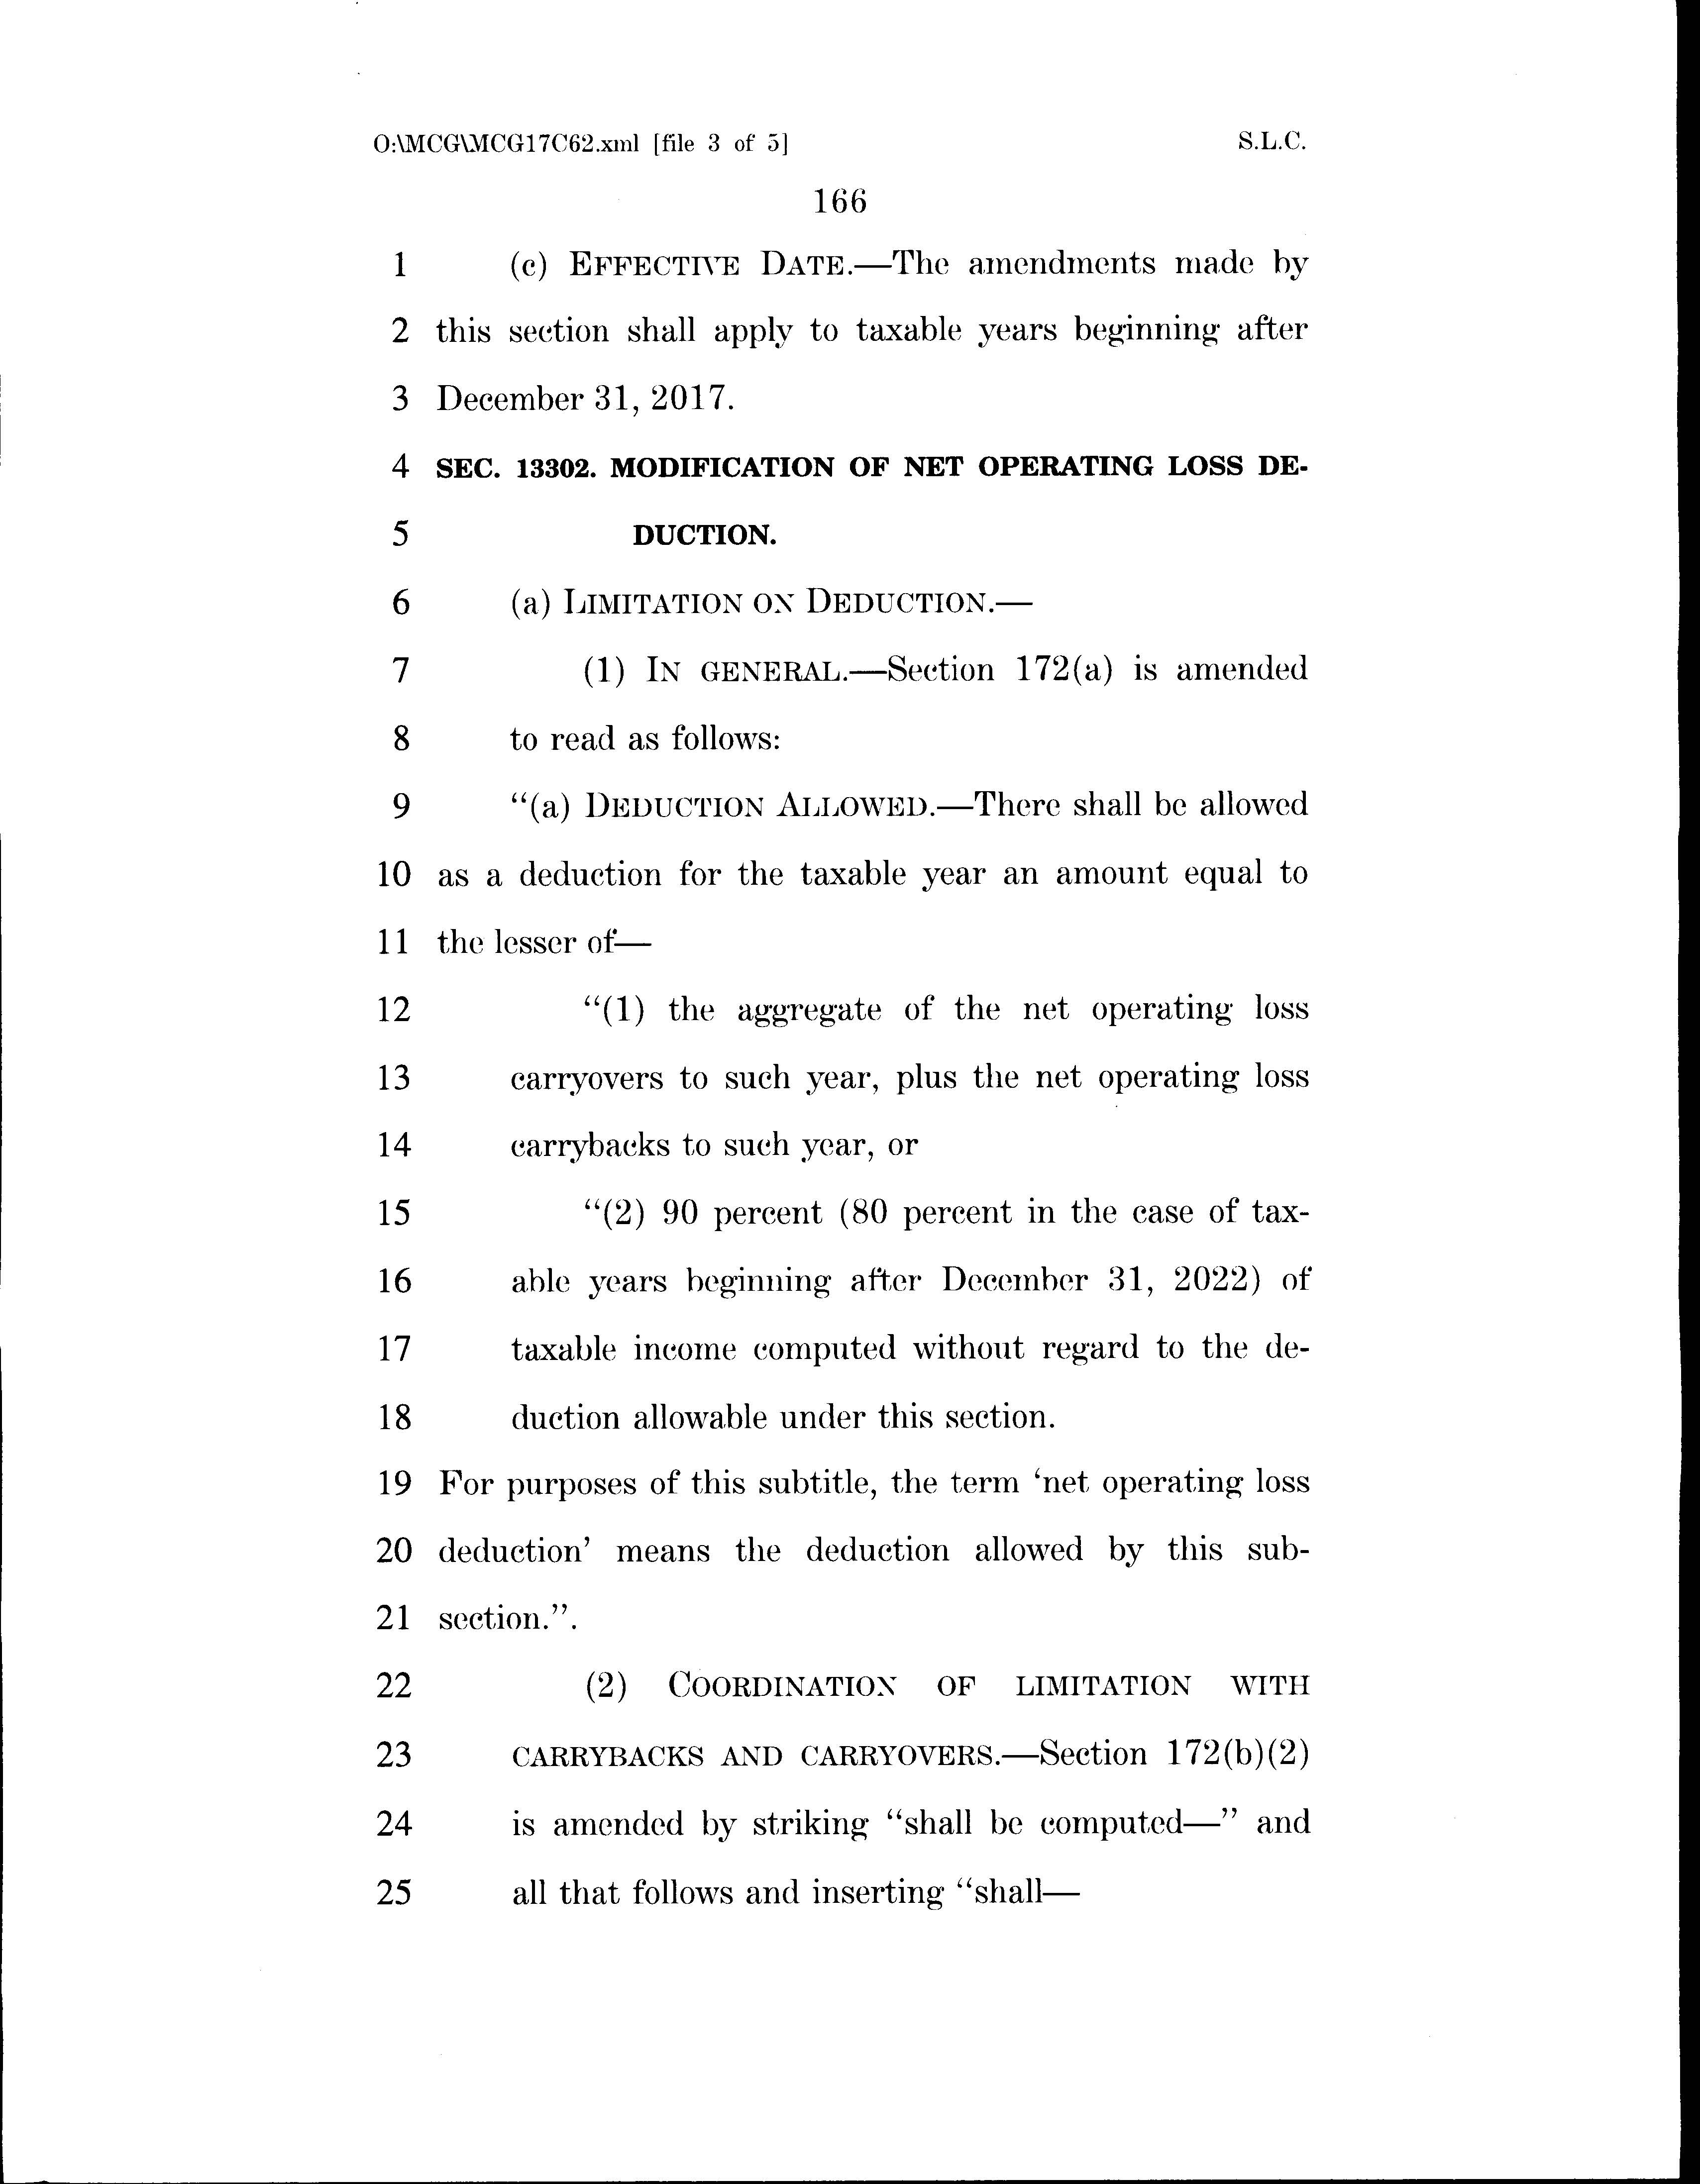 O:\MCG\MCG17C62.xml [file 3 of 5] S.L.C.
166
1 (c) EFFECTIVE DATE.—The amendments made by
2 this section shall apply to taxable years beginning after
3 December 31, 2017.
4 SEC. 13302. MODIFICATION OF NET OPERATING LOSS DE-
5 DUCTION.
6 (a) LIMITATION ON DEDUCTION.—
7 (1) IN GENERAL.—Section 172(a) is amended
8 to read as follows:
9 “(a) DEDUCTION ALLOWED.—There shall be allowed
10 as a deduction for the taxable year an amount equal to
11 the lesser of—
12 “(1) the aggregate of the net operating loss
13 carryovers to such year, plus the net operating loss
14 carrybacks to such year, or
15 “(2) 90 percent (80 percent in the case of tax-
16 able years beginning after December 31, 2022) of
17 taxable income computed without regard to the de-
18 duction allowable under this section.
19 For purposes of this subtitle, the term ‘net operating loss
20 deduction’ means the deduction allowed by this sub-
21 section.”.
22 (2) COORDINATION OF LIMITATION WITH
23 CARRYBACKS AND CARRYOVERS.—Section 172(b)(2)
24 is amended by striking “shall be computed—” and
25 all that follows and inserting “shall—